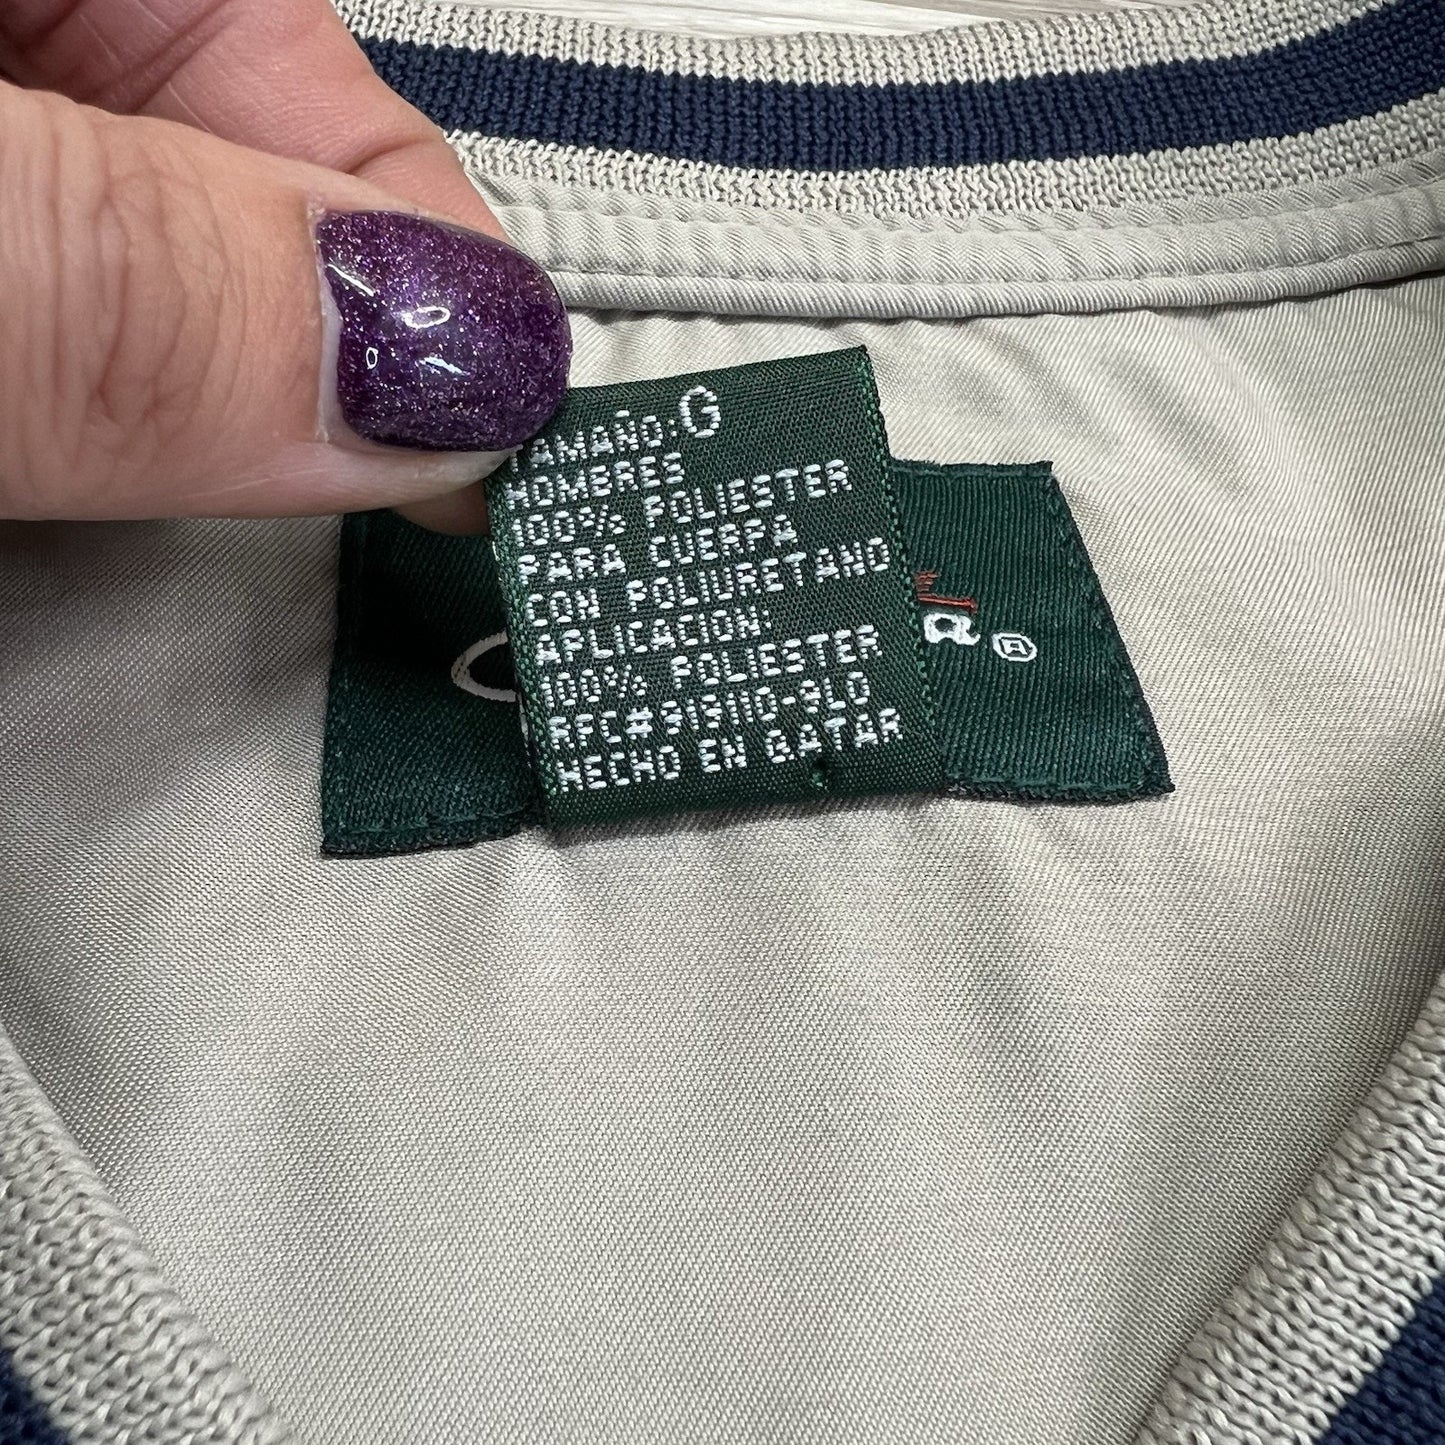 TAMAÑO: G
HOMBRES
100% POLIESTER
PARA CUERPA
CON POLIURETANO
APLICACION:
100% POLIESTER
RFC#919110-9L0
HECHO EN QATAR
a ®